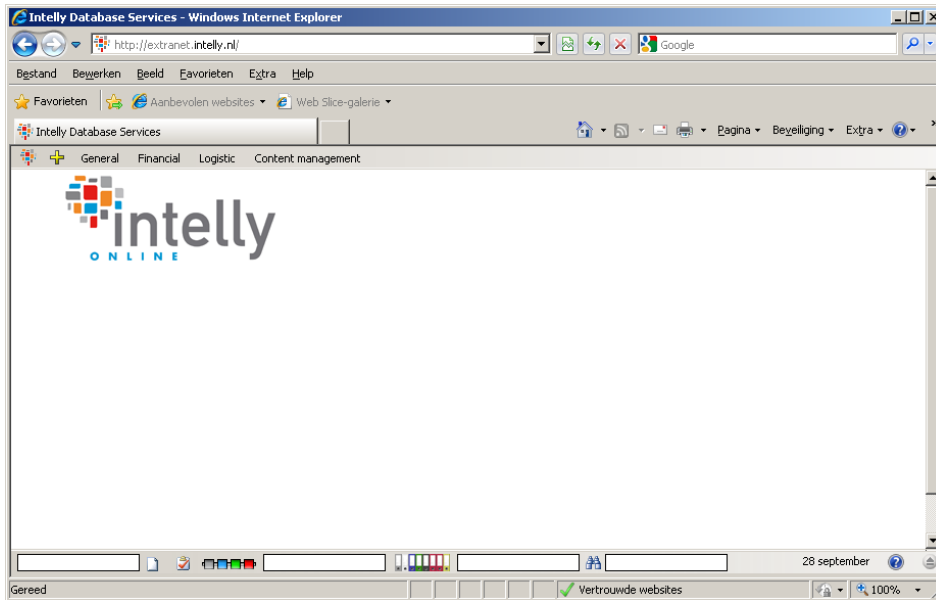 Intelly Database Services - Windows Internet Explorer
http://extranet.intelly.nl/
Google
Bestand Bewerken Beeld Favorieten Extra Help
Favorieten Aanbevolen websites Web Slice-galerie
Intelly Database Services Pagina Beveiliging Extra
General Financial Logistic Content management
intelly
ONLINE
28 september
Gereed Vertrouwde websites 100%